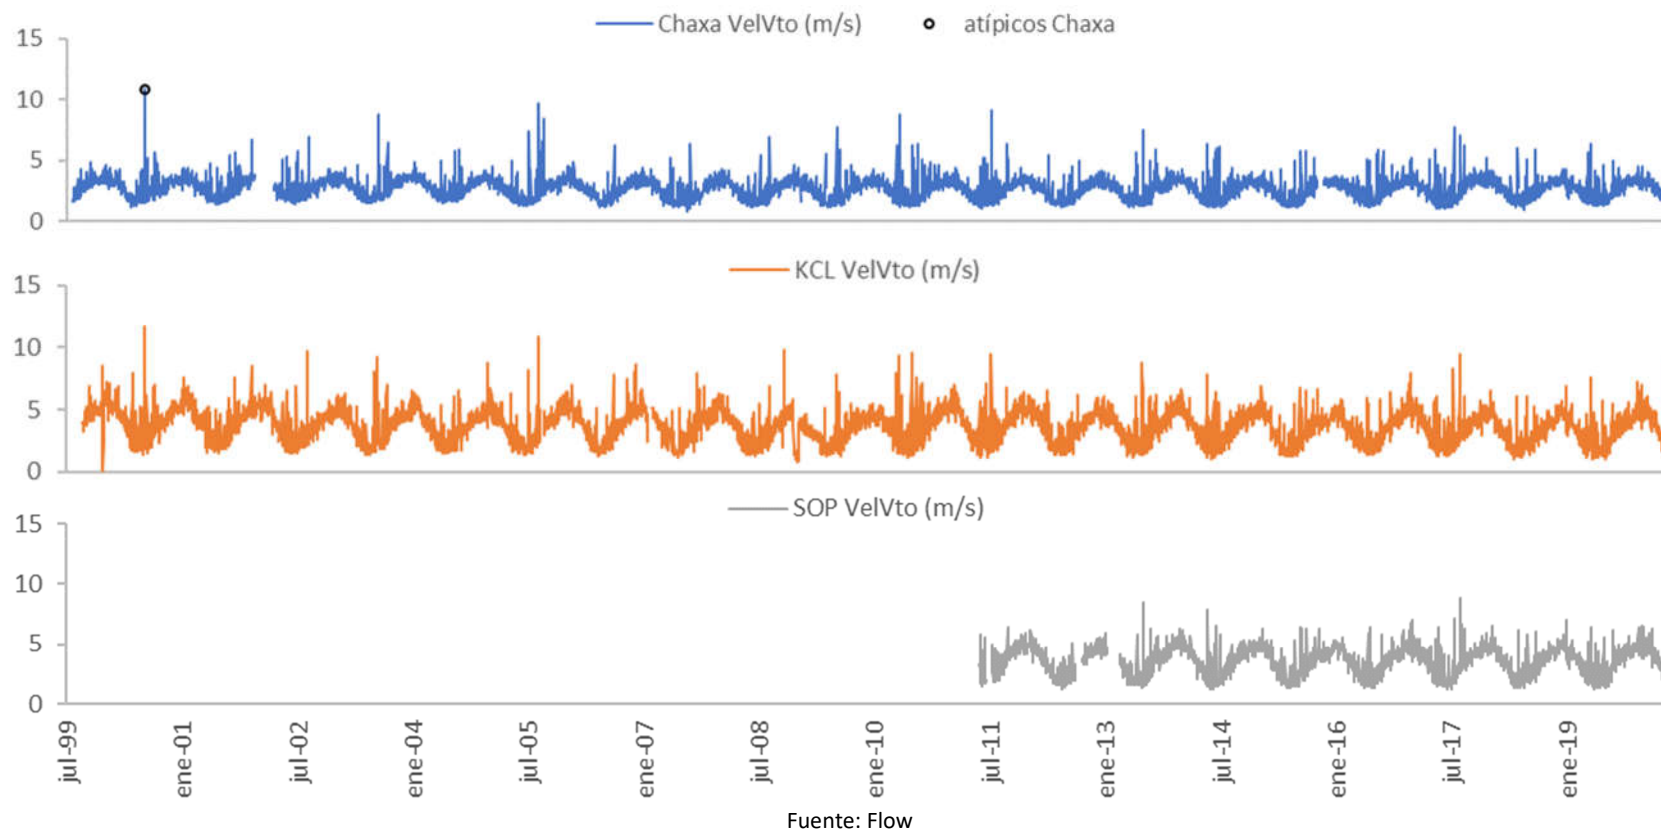 Chaxa VelVto (m/s) atípicos Chaxa
15
10
5
0
KCL VelVto (m/s)
15
10
5
0
SOP VelVto (m/s)
15
10
5
0
jul-99 ene-01 jul-02 ene-04 jul-05 ene-07 jul-08 ene-10 jul-11 ene-13 jul-14 ene-16 jul-17 ene-19
Fuente: Flow